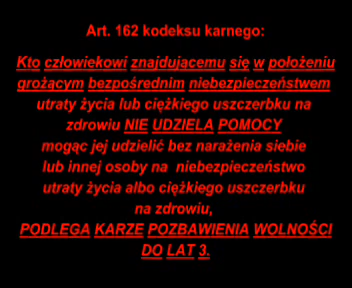 Art. 162 kodeksu karnego:
Kto człowiekowi znajdującemu się w położeniu
grożącym bezpośrednim niebezpieczeństwem
utraty życia lub ciężkiego uszczerbku na
zdrowiu NIE UDZIELA POMOCY
mogąc jej udzielić bez narażenia siebie
lub innej osoby na niebezpieczeństwo
utraty życia albo ciężkiego uszczerbku
na zdrowiu,
PODLEGA KARZE POZBAWIENIA WOLNOŚCI
DO LAT 3.